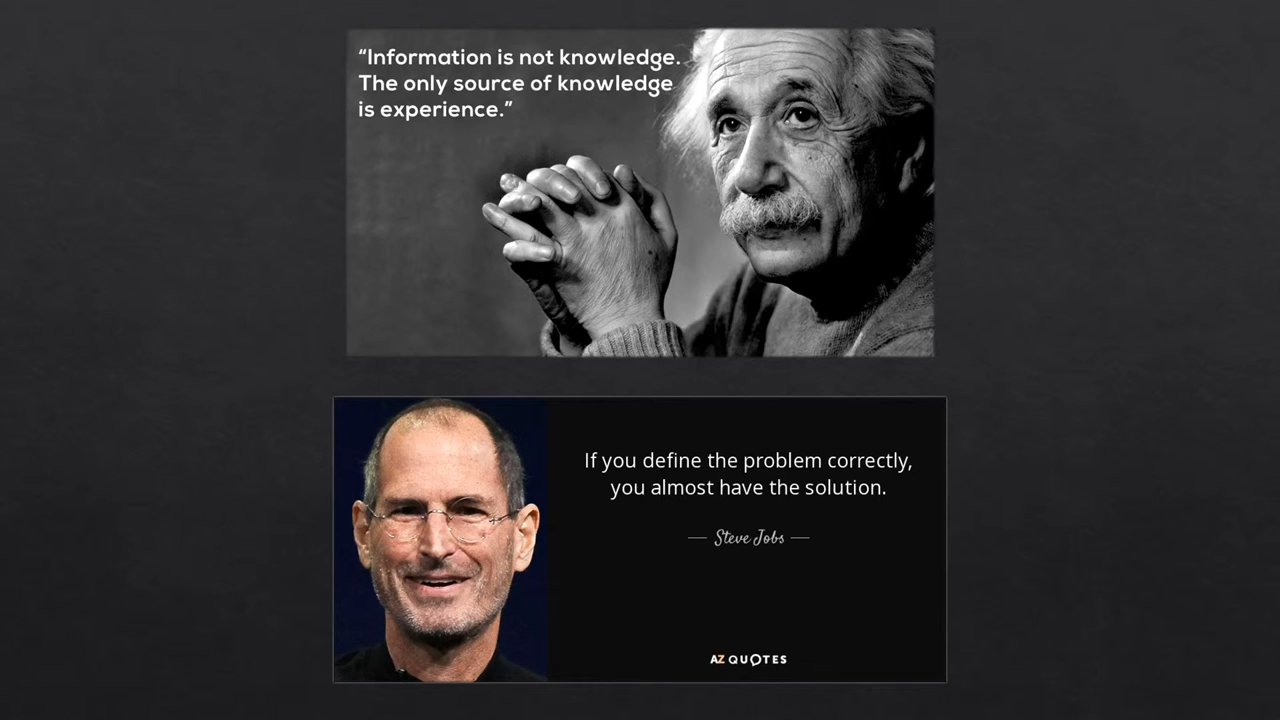 “Information is not knowledge.
The only source of knowledge
is experience.”
If you define the problem correctly,
you almost have the solution.
— Steve Jobs —
AZ QUOTES